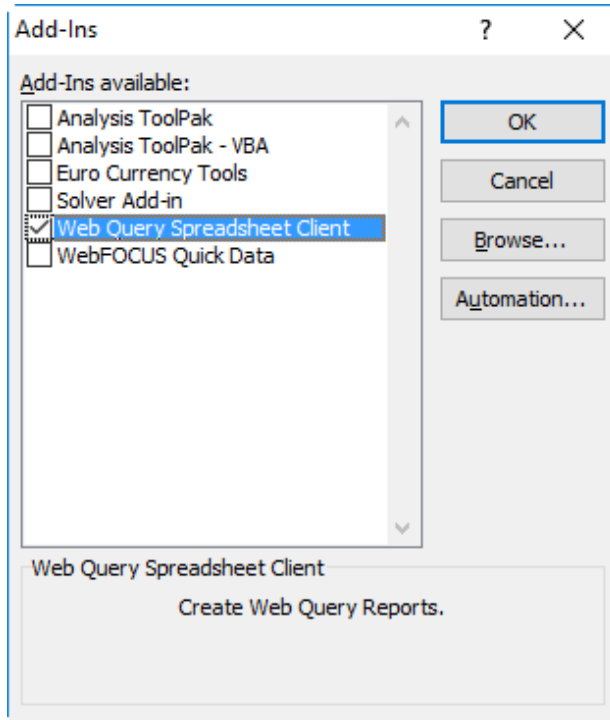 Add-Ins
?
Add-Ins available:
Analysis ToolPak
Analysis ToolPak - VBA
Euro Currency Tools
Solver Add-in
Web Query Spreadsheet Client
WebFOCUS Quick Data
OK
Cancel
Browse...
Automation...
Web Query Spreadsheet Client
Create Web Query Reports.